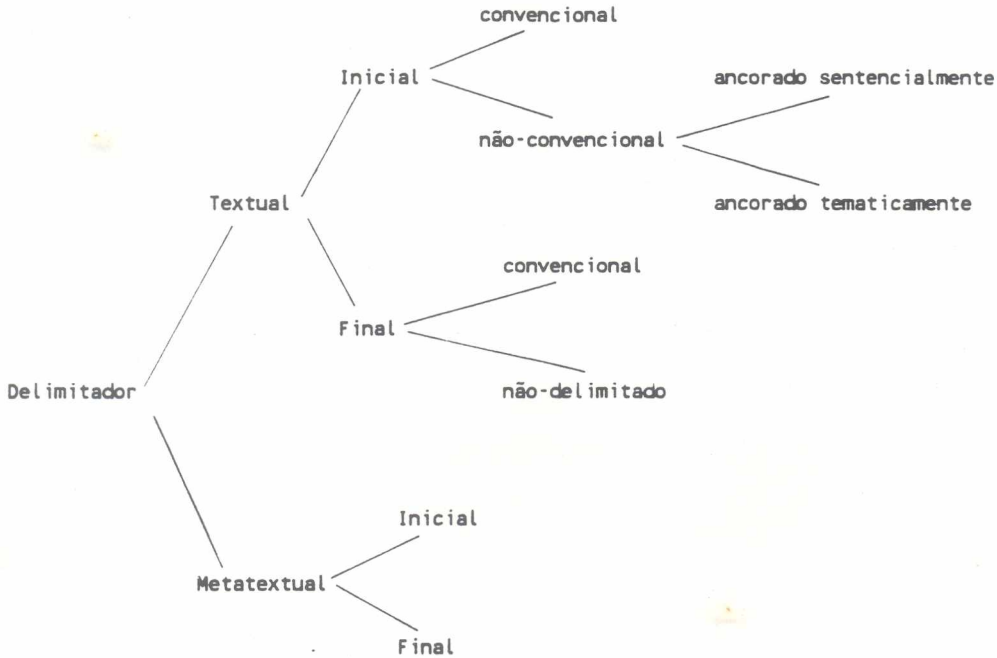 convencional
Inicial
ancorado sentencialmente
não-convencional
Textual
ancorado tematicamente
convencional
Final
Delimitador
não-delimitado
Inicial
Metatextual
Final